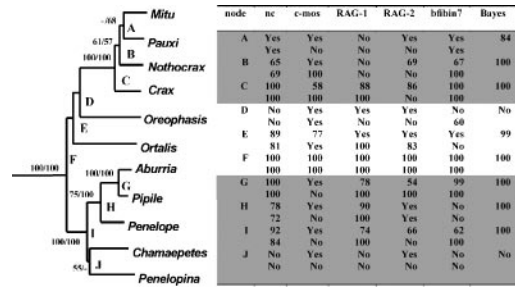 Mitu
-/68
A
Pauxi
61/57
B
Nothocrax
100/100
C
Crax
D
Oreophasis
E
Ortalis
F
100/100
Aburria
100/100
G
Pipile
75/100
H
Penelope
I
100/100
Chamaepetes
J
55/-
Penelopina
node nc c-mos RAG-1 RAG-2 bfibin7 Bayes
A Yes Yes No Yes Yes 84
Yes No No No Yes
B 65 Yes No 69 67 100
69 100 No No 100
C 100 58 88 86 100 100
100 100 100 No 100
D No Yes Yes Yes No No
No Yes No No 60
E 89 77 Yes Yes Yes 99
81 Yes 100 83 No
F 100 100 100 100 100 100
100 100 100 100 100
G 100 Yes 78 54 99 100
100 No 100 100 100
H 78 Yes 90 Yes No 100
72 No 100 Yes No
I 92 Yes 74 66 62 100
84 No 100 No 100
J No Yes No Yes No No
No No No No No